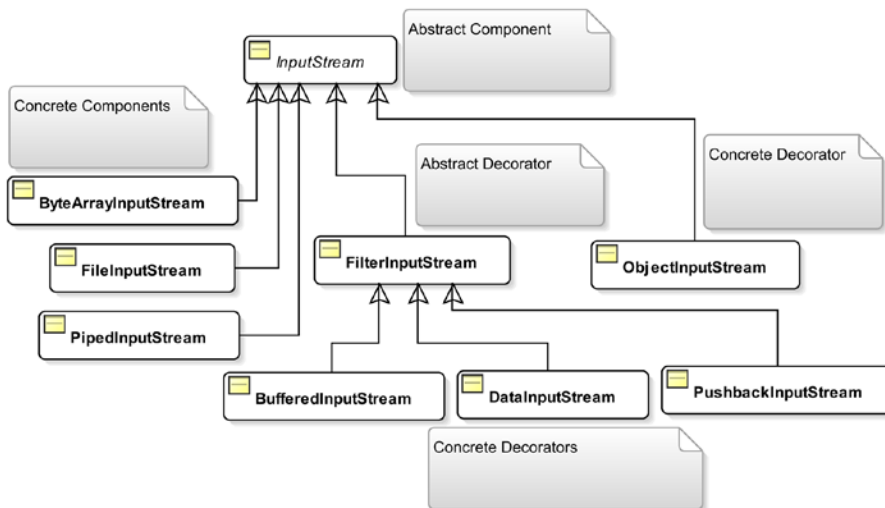 Abstract Component
InputStream
Concrete Components
Abstract Decorator
Concrete Decorator
ByteArrayInputStream
FileInputStream
FilterInputStream
ObjectInputStream
PipedInputStream
BufferedInputStream
DataInputStream
PushbackInputStream
Concrete Decorators